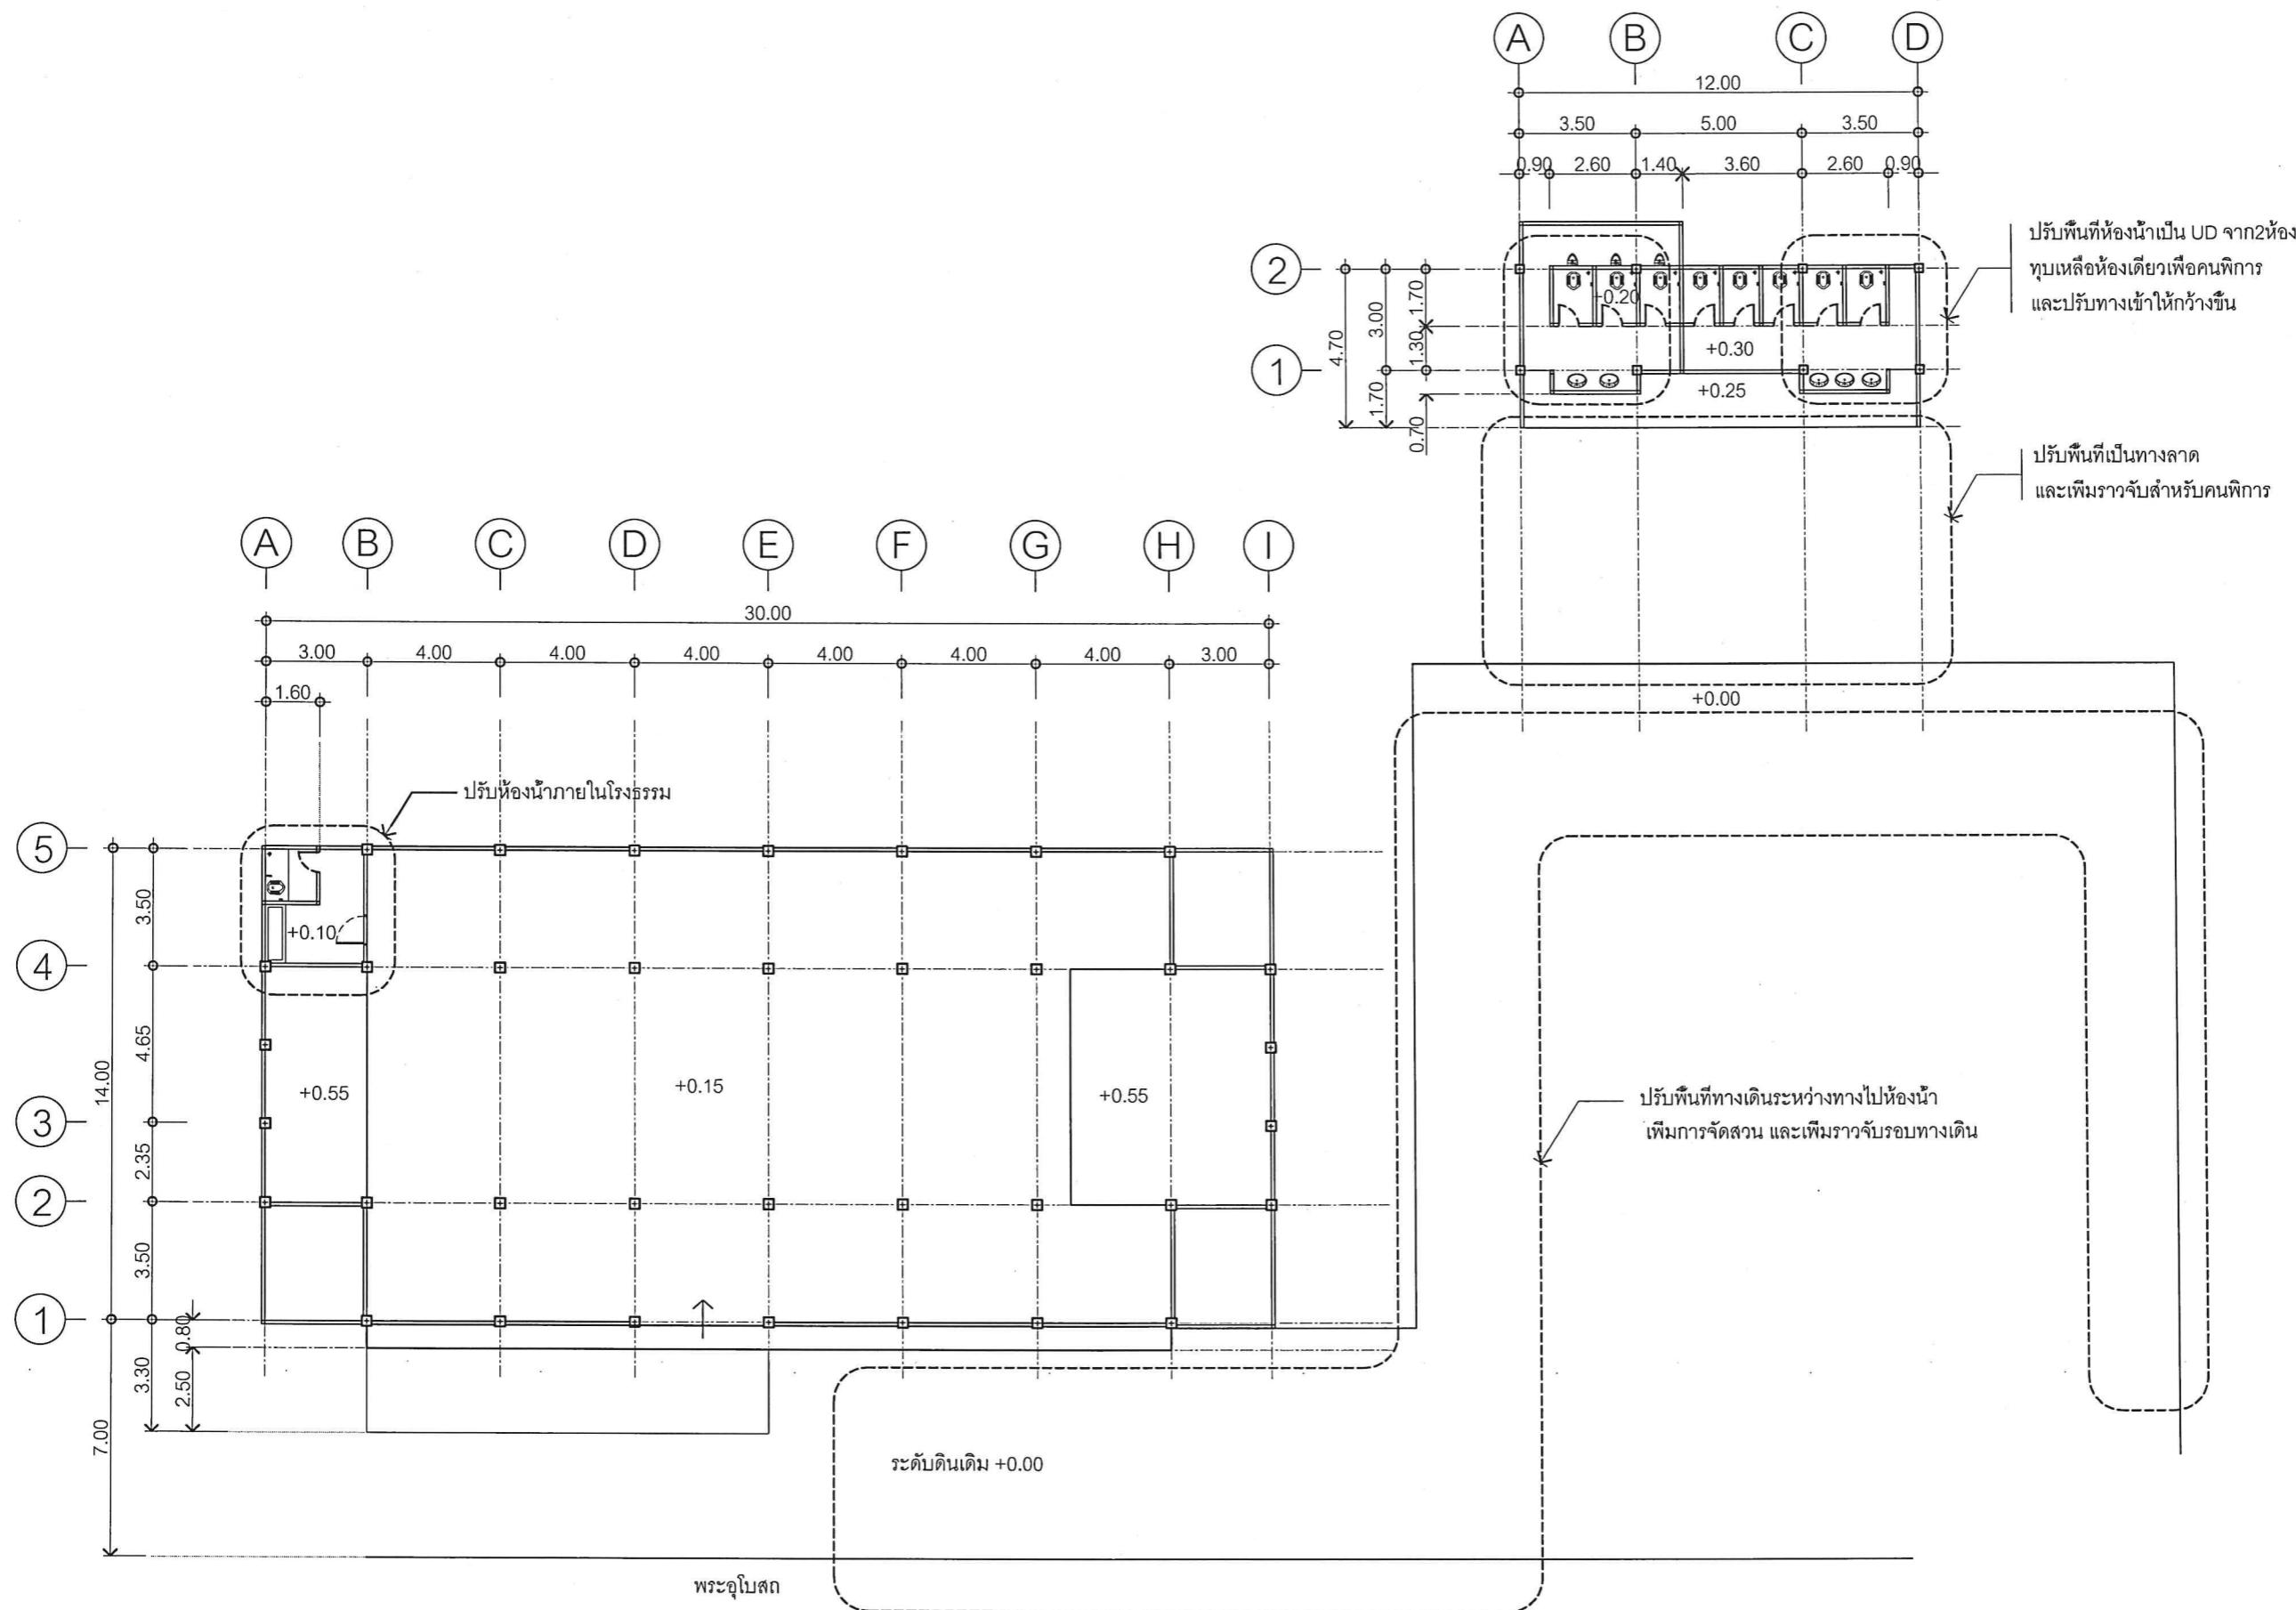 A B C D
12.00
3.50 5.00 3.50
0.90 2.60 1.40 3.60 2.60 0.90
ปรับพื้นที่ห้องน้ำเป็น UD จาก2ห้อง
ทุบเหลือห้องเดียวเพื่อคนพิการ
และปรับทางเข้าให้กว้างขึ้น
2
1
4.70
3.00
1.70
1.70
1.30
0.70
+0.20
+0.30
+0.25
ปรับพื้นที่เป็นทางลาด
และเพิ่มราวจับสำหรับคนพิการ
A B C D E F G H I
30.00
3.00 4.00 4.00 4.00 4.00 4.00 4.00 3.00
1.60
+0.00
ปรับห้องน้ำภายในโรงธรรม
5
4
3
2
1
14.00
7.00
3.50
4.65
2.35
3.50
3.30
0.80
2.50
+0.10
+0.55
+0.15
+0.55
ปรับพื้นที่ทางเดินระหว่างทางไปห้องน้ำ
เพิ่มการจัดสวน และเพิ่มราวจับรอบทางเดิน
ระดับดินเดิม +0.00
พระอุโบสถ